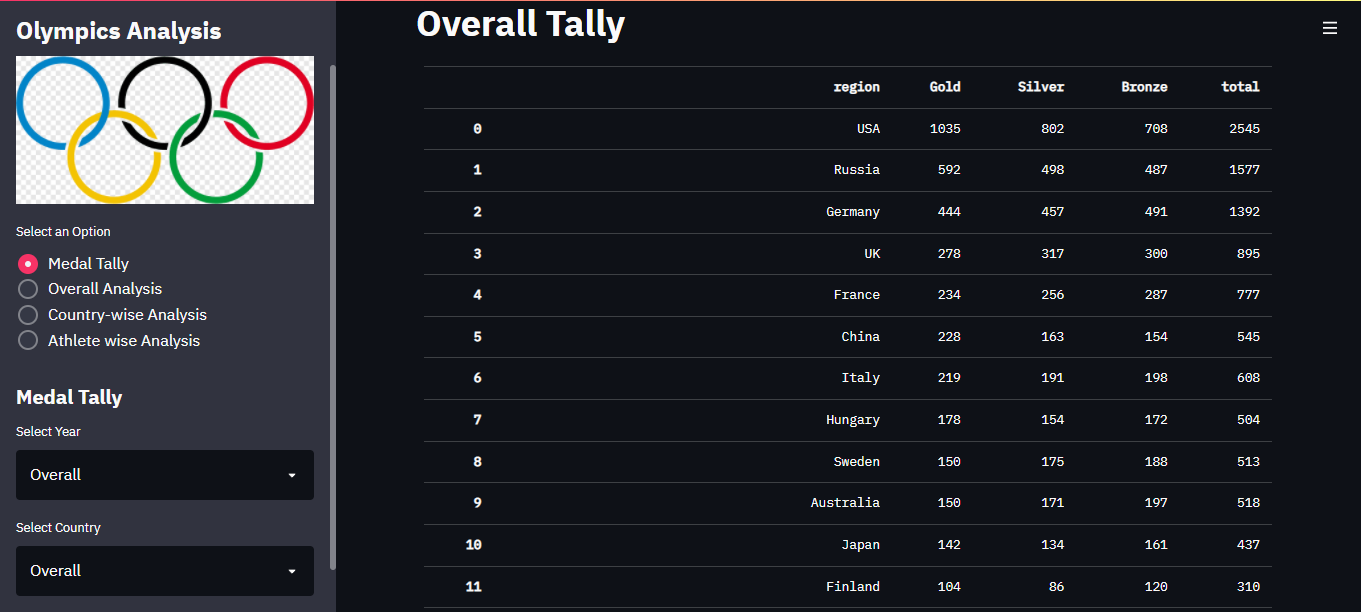 Olympics Analysis
Select an Option
Medal Tally
Overall Analysis
Country-wise Analysis
Athlete wise Analysis
Medal Tally
Select Year
Overall
Select Country
Overall
Overall Tally
region Gold Silver Bronze total
0 USA 1035 802 708 2545
1 Russia 592 498 487 1577
2 Germany 444 457 491 1392
3 UK 278 317 300 895
4 France 234 256 287 777
5 China 228 163 154 545
6 Italy 219 191 198 608
7 Hungary 178 154 172 504
8 Sweden 150 175 188 513
9 Australia 150 171 197 518
10 Japan 142 134 161 437
11 Finland 104 86 120 310